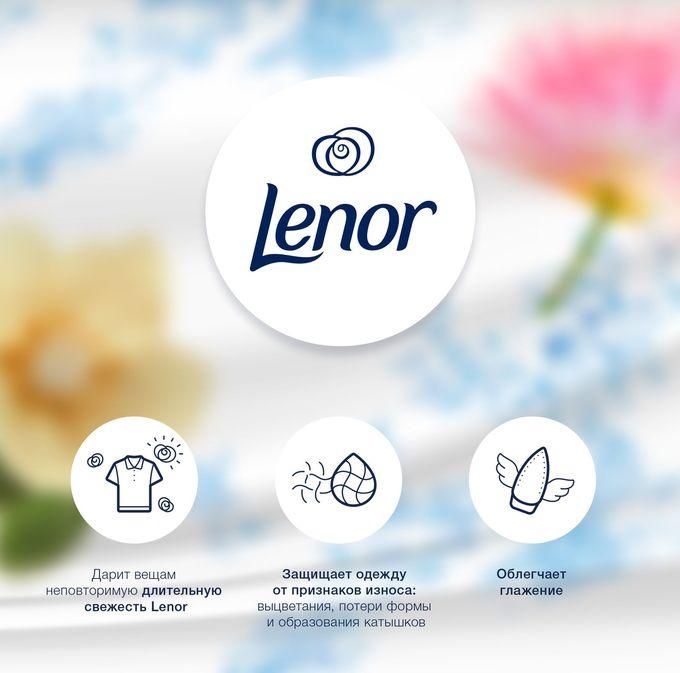 Lenor
Дарит вещам
неповторимую длительную
свежесть Lenor
Защищает одежду
от признаков износа:
выцветания, потери формы
и образования катышков
Облегчает
глажение